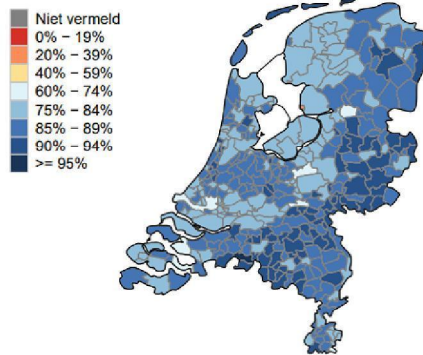 Niet vermeld
0% – 19%
20% – 39%
40% – 59%
60% – 74%
75% – 84%
85% – 89%
90% – 94%
>= 95%